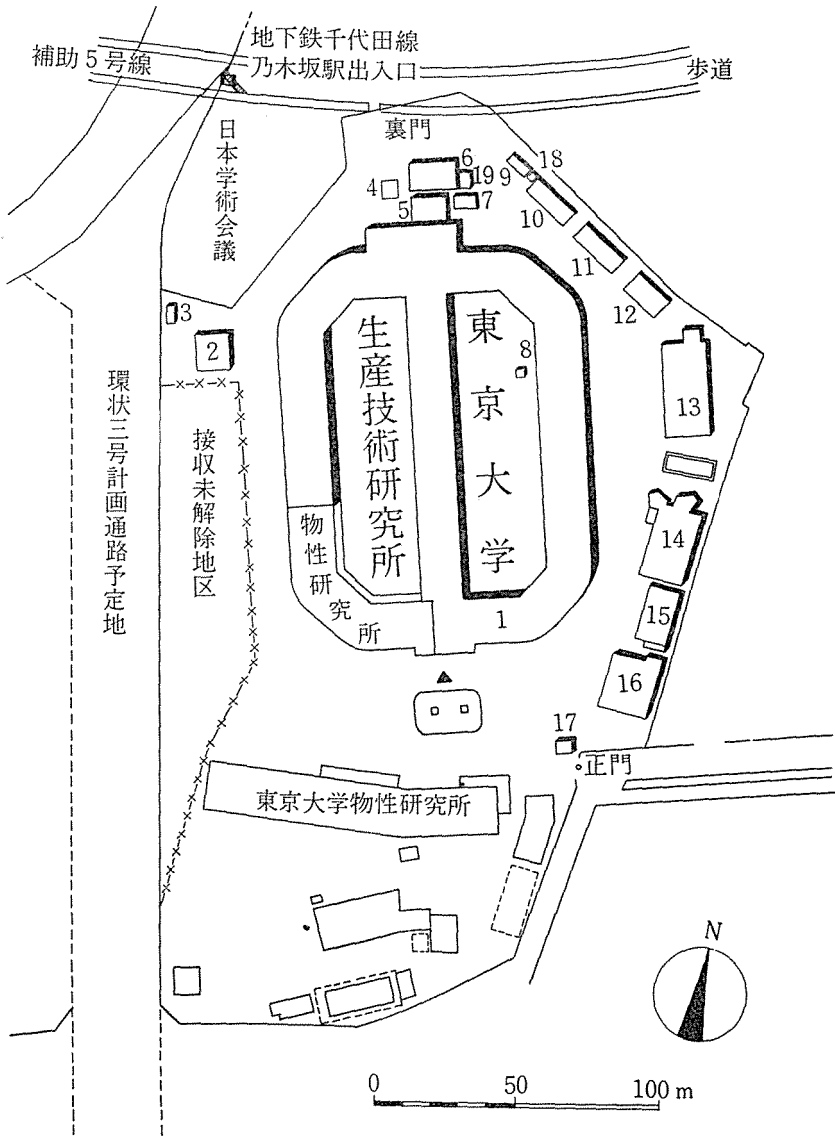 地下鉄千代田線
補助5号線
乃木坂駅出入口
歩道
裏門
日本学術会議
4
6
19
5
7
9
18
10
11
12
3
2
13
8
東京大学
生産技術研究所
環状三号計画通路予定地
接収未解除地区
物性研究所
14
15
1
16
17
正門
東京大学物性研究所
N
0
50
100 m